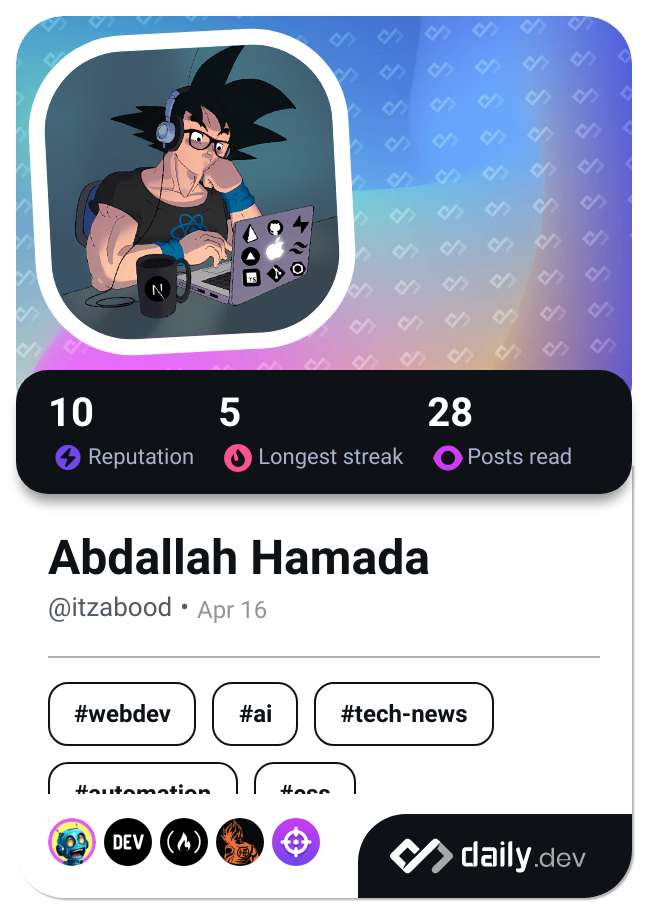 TS
N
10 5 28
Reputation Longest streak Posts read
Abdallah Hamada
@itzabood • Apr 16
#webdev #ai #tech-news
#automation #css
DEV
daily.dev